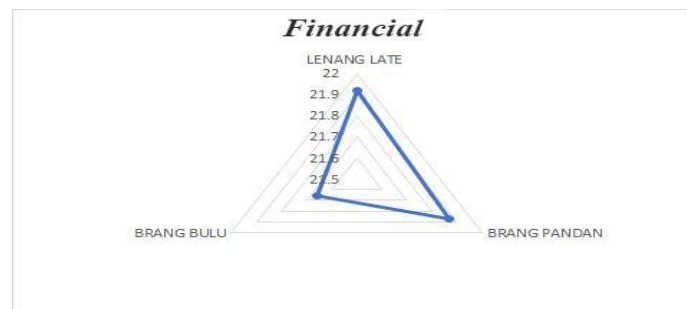 Financial
LENANG LATE
22
21.9
21.8
21.7
21.6
21.5
BRANG BULU
BRANG PANDAN